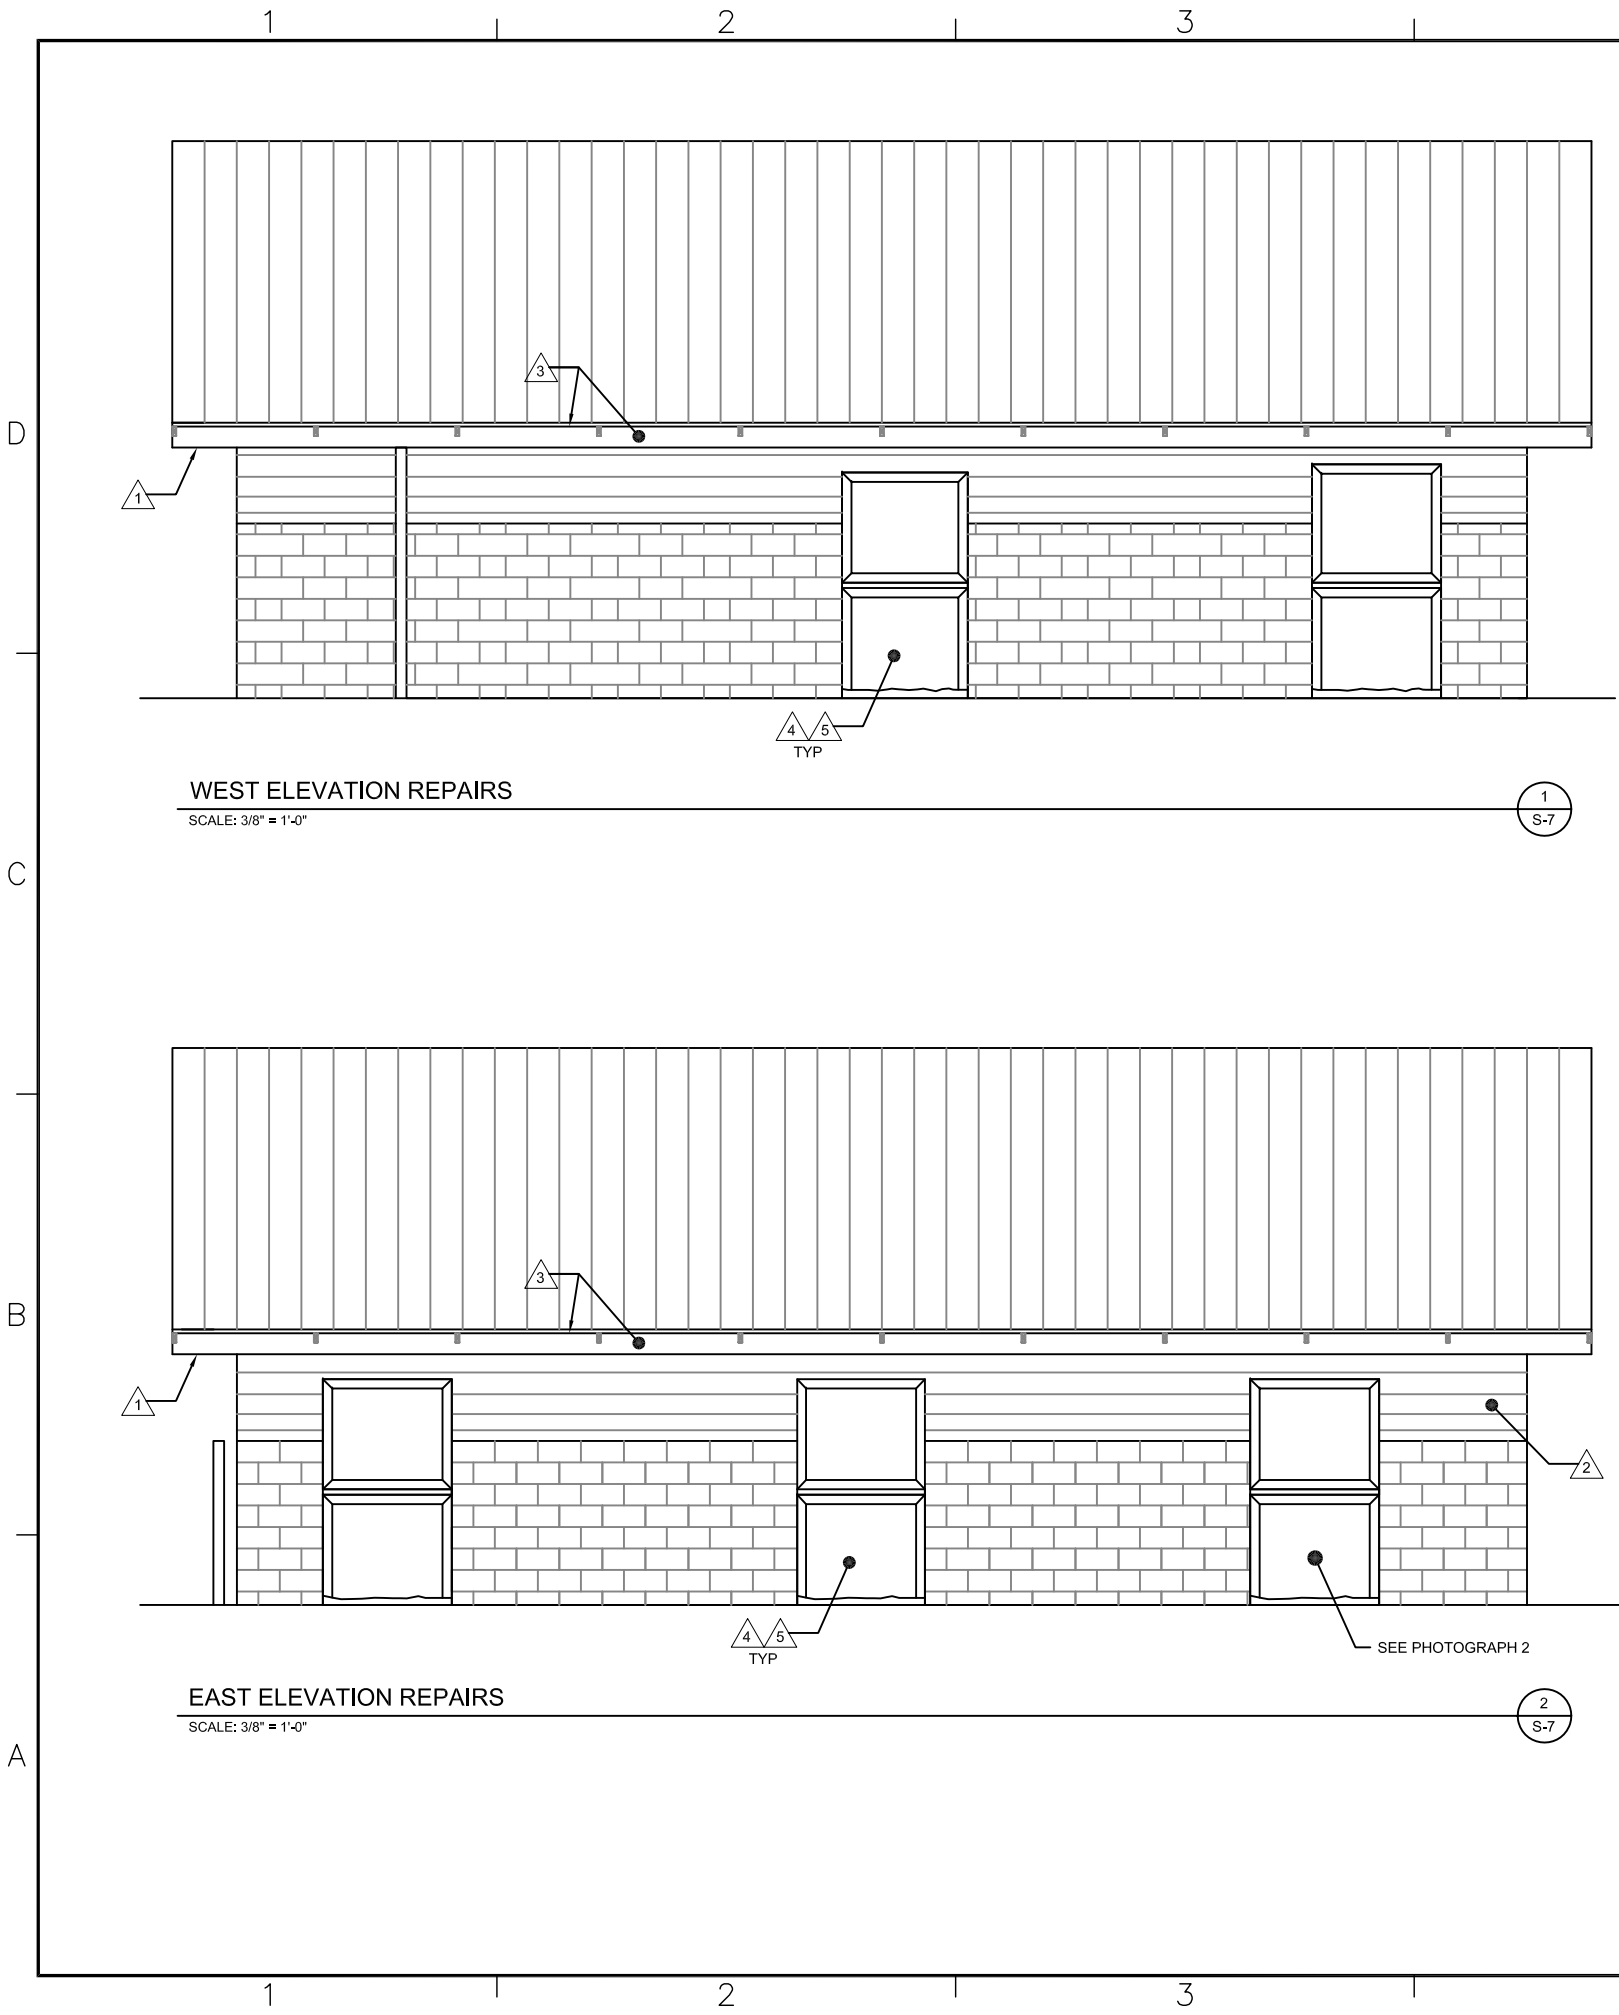 1 2 3
3
D
1
4 5
TYP
WEST ELEVATION REPAIRS
SCALE: 3/8" = 1'-0"
1
S-7
C
3
B
1
2
4 5
TYP
SEE PHOTOGRAPH 2
EAST ELEVATION REPAIRS
SCALE: 3/8" = 1'-0"
2
S-7
A
1 2 3